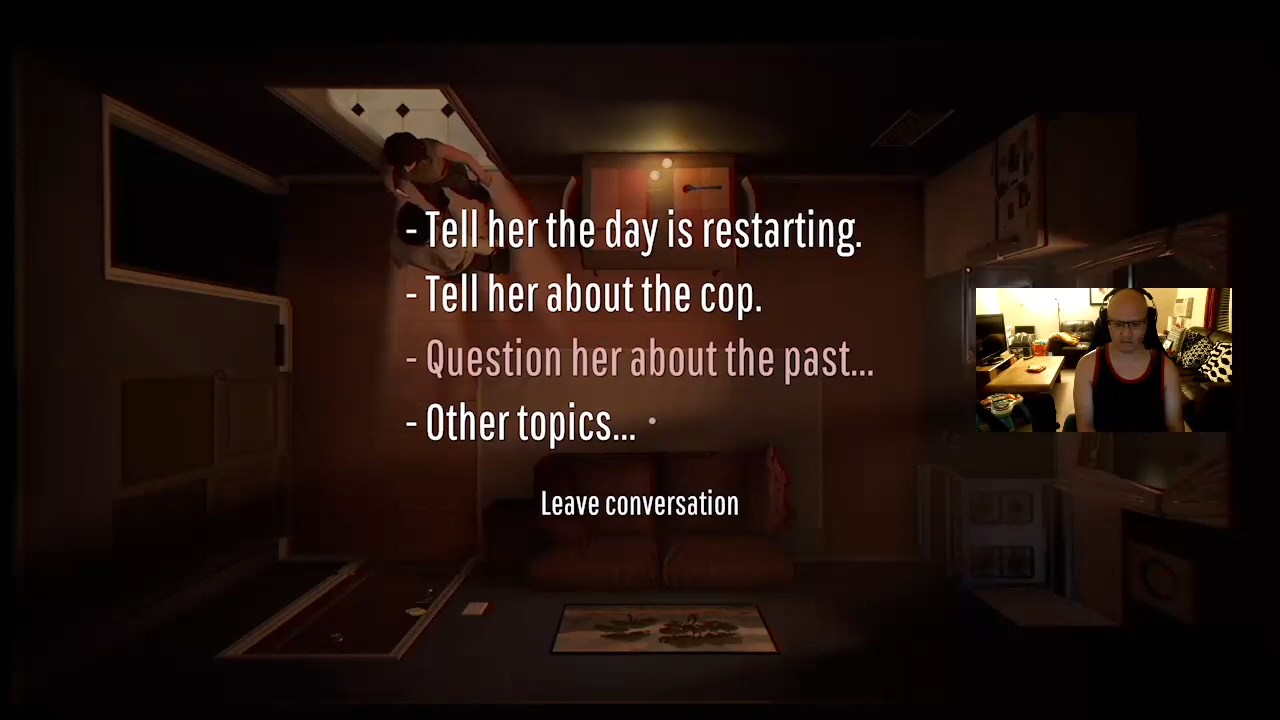 - Tell her the day is restarting.
- Tell her about the cop.
- Question her about the past...
- Other topics...
Leave conversation